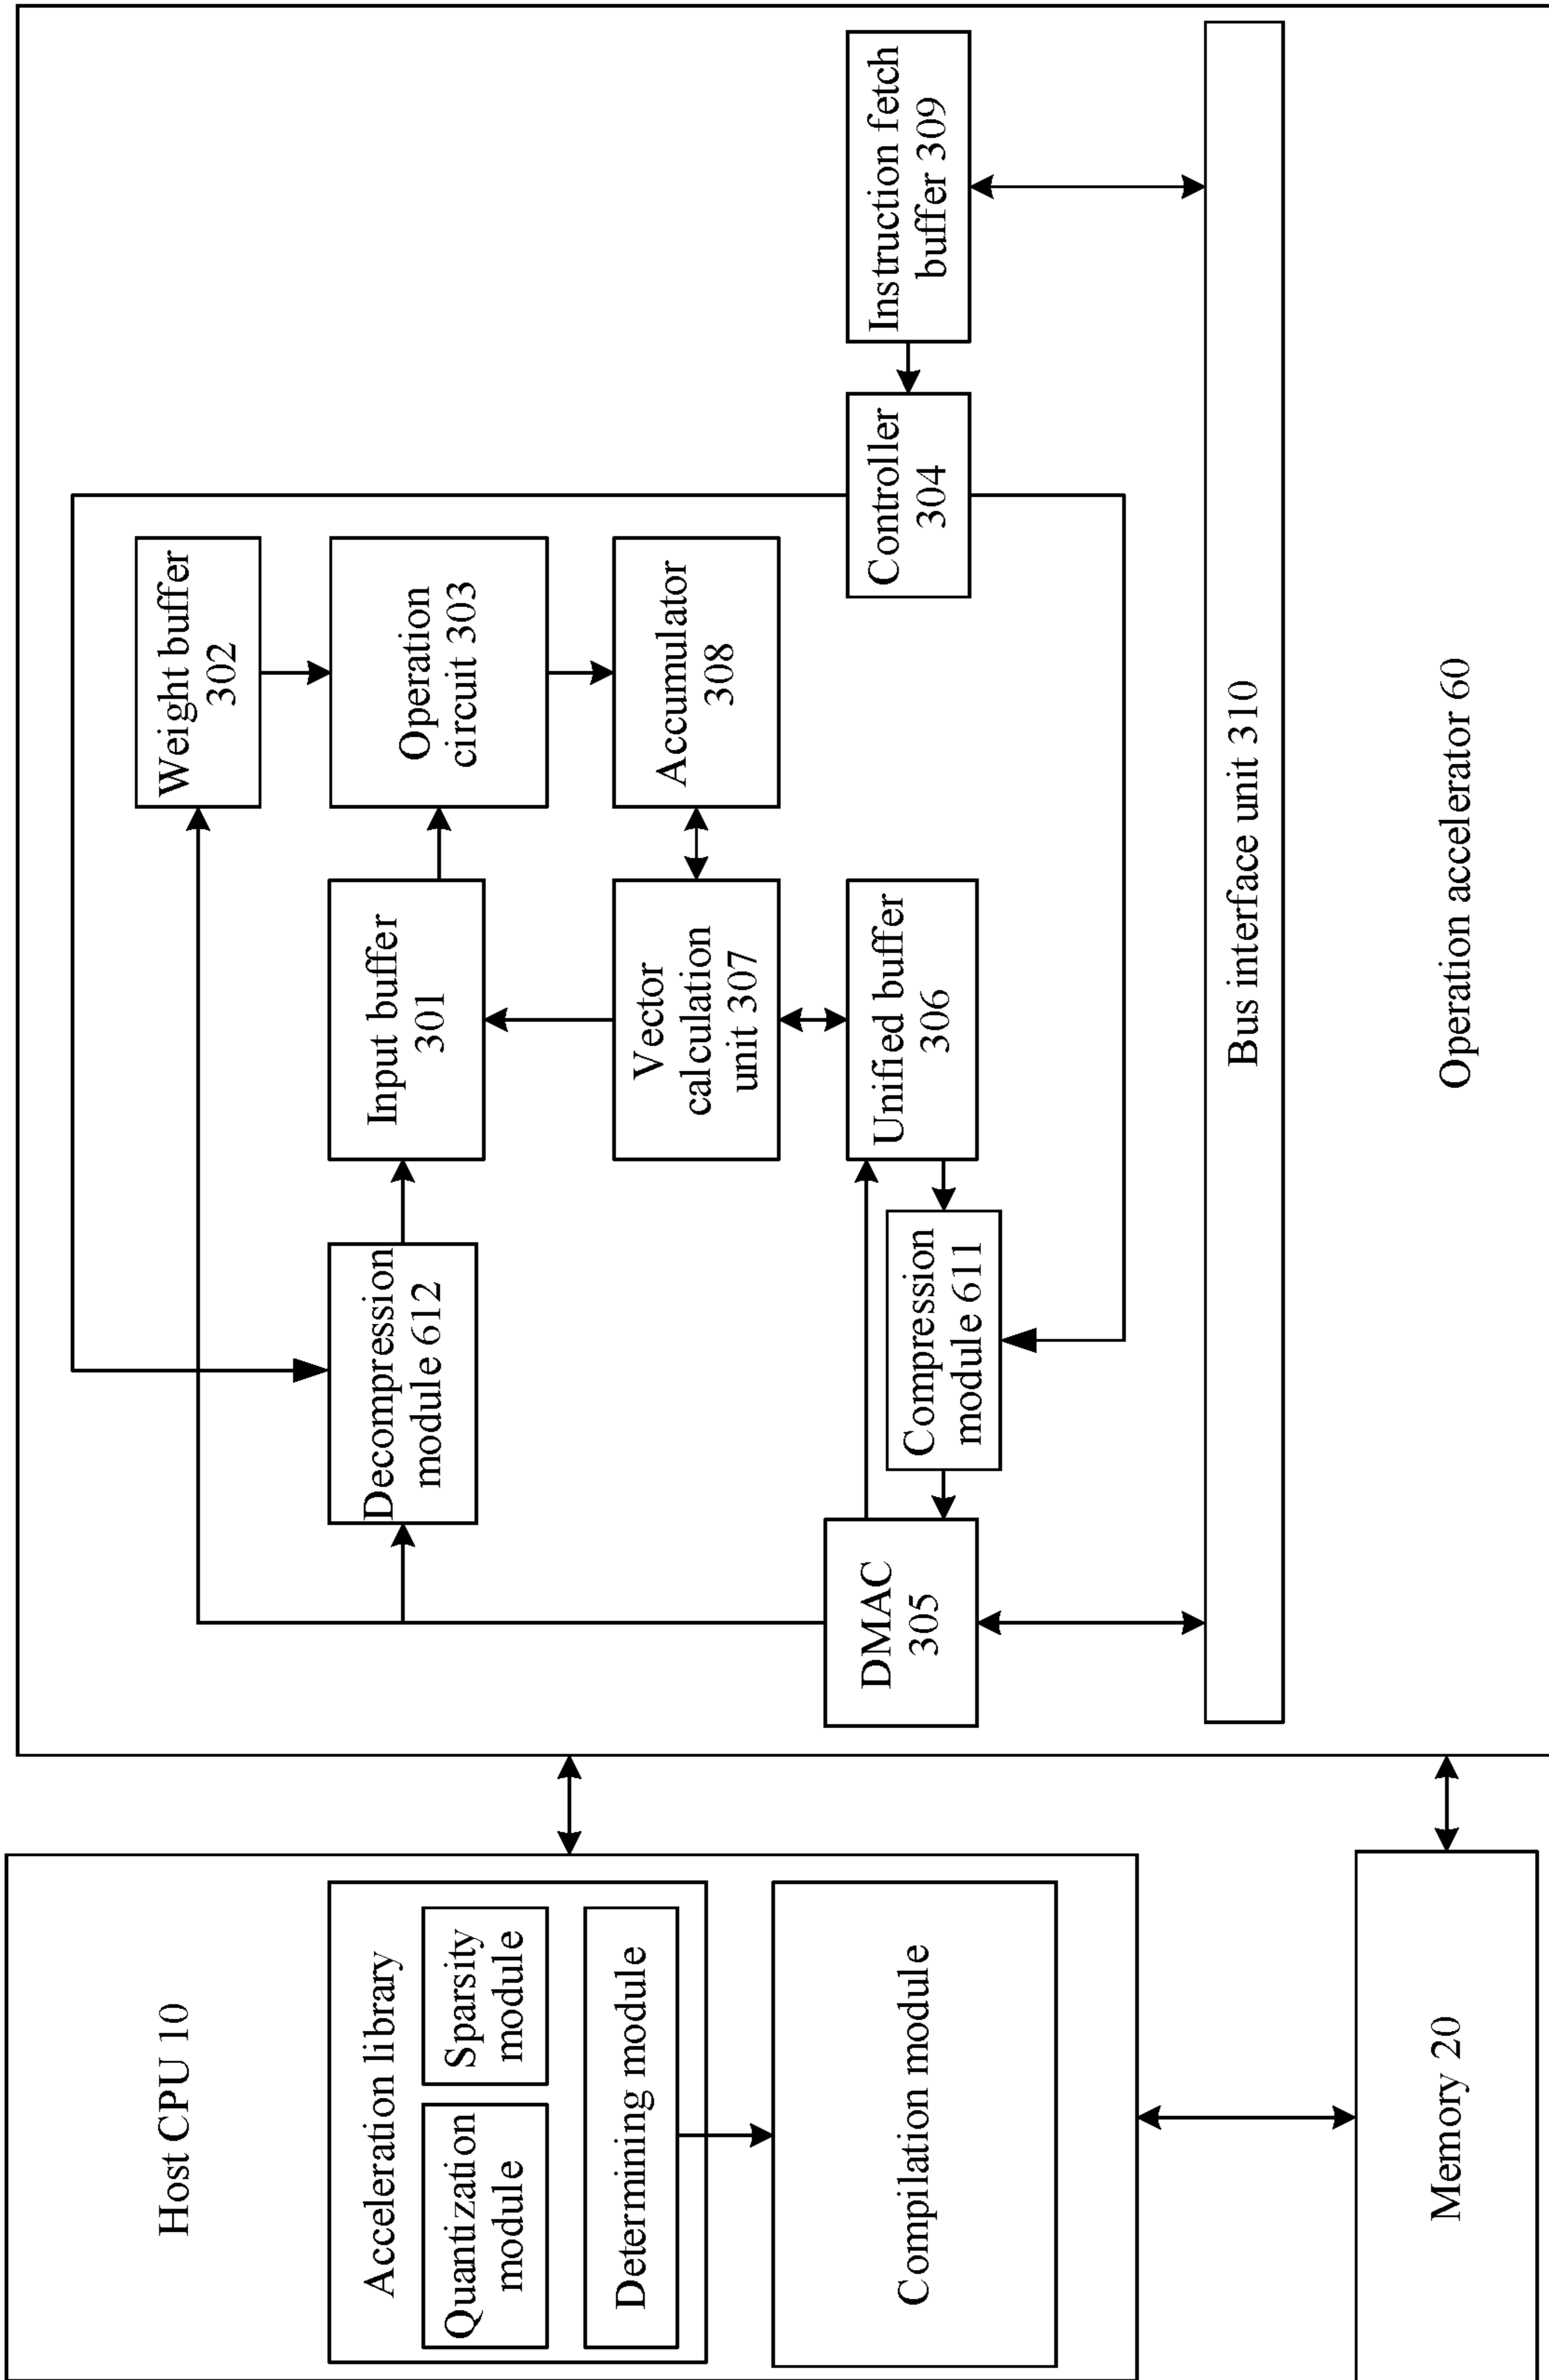 Host CPU 10
Acceleration library
Quantization
module
Sparsity
module
Determining module
Compilation module
Memory 20
Decompression
module 612
Input buffer
301
Weight buffer
302
Operation
circuit 303
Vector
calculation
unit 307
Accumulator
308
DMAC
305
Compression
module 611
Unified buffer
306
Controller
304
Instruction fetch
buffer 309
Bus interface unit 310
Operation accelerator 60